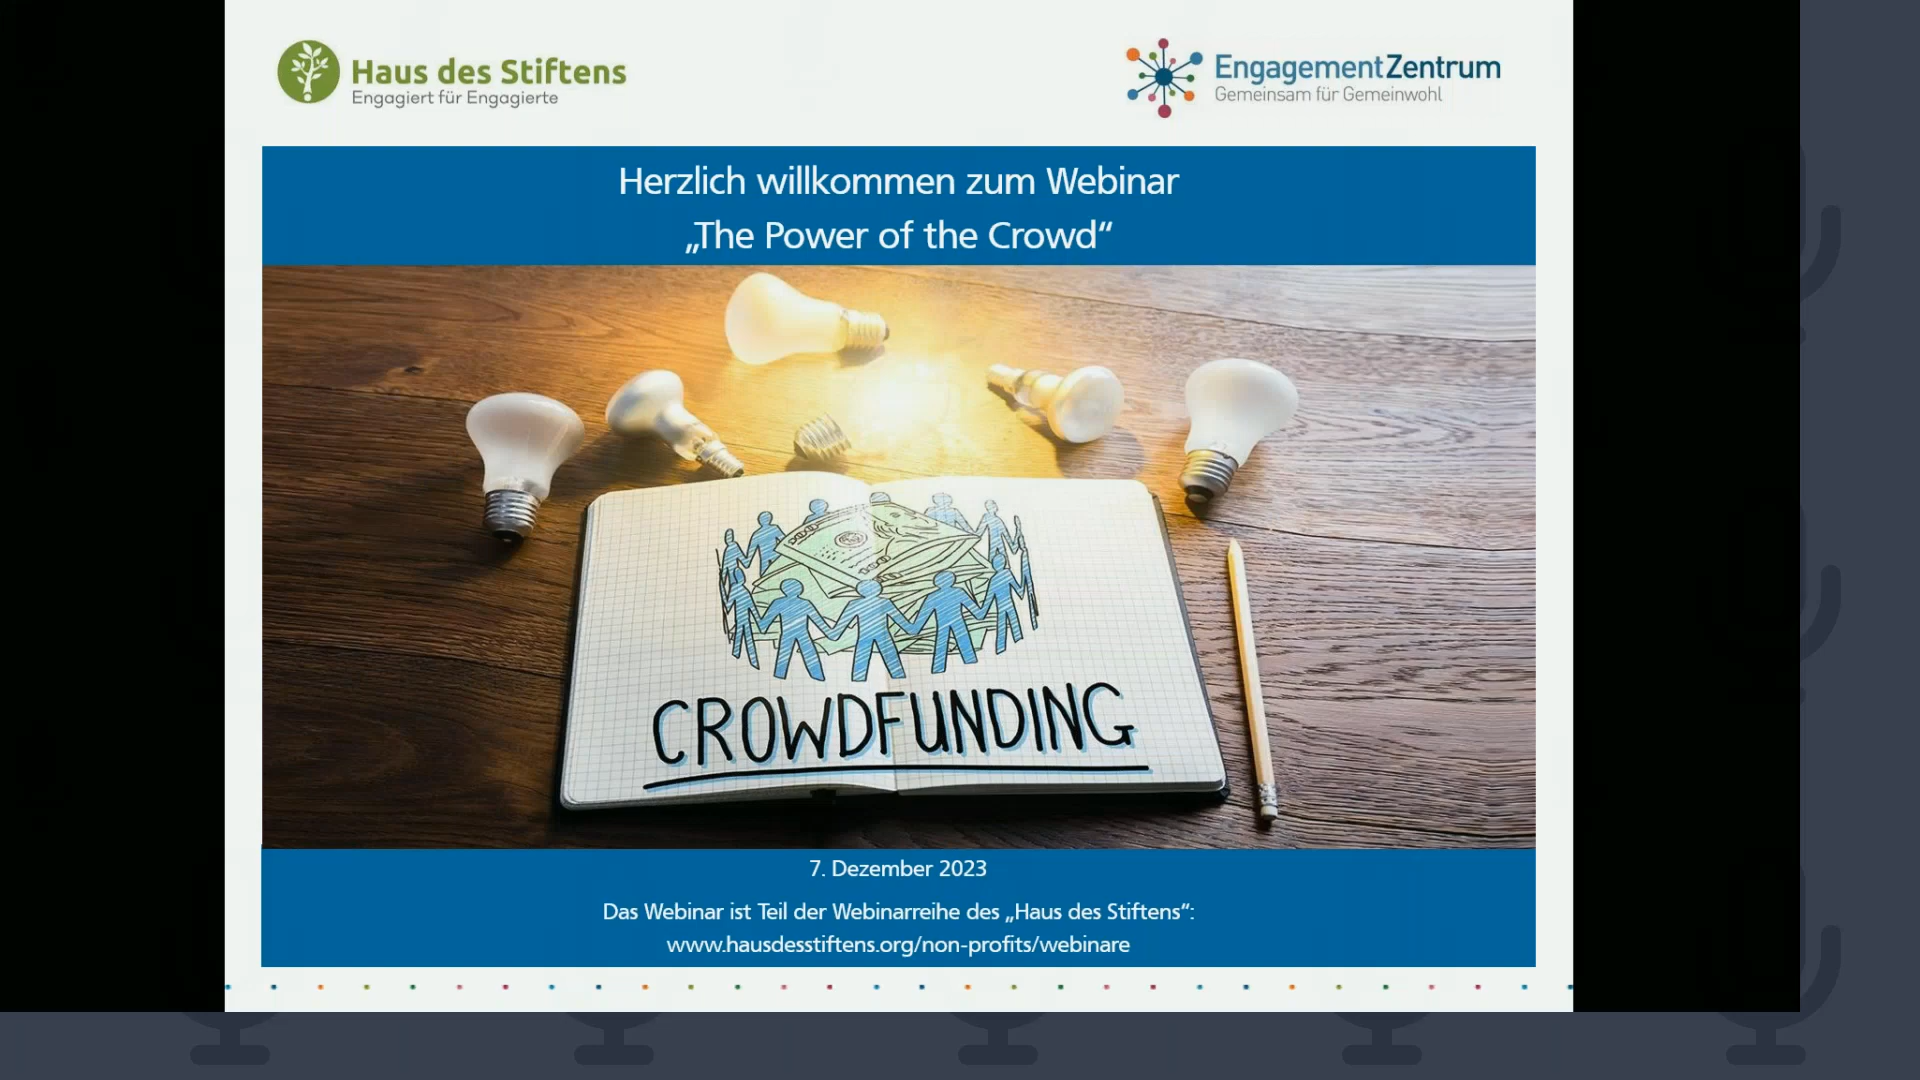 Haus des Stiftens
Engagiert für Engagierte
EngagementZentrum
Gemeinsam für Gemeinwohl
Herzlich willkommen zum Webinar
„The Power of the Crowd“
CROWDFUNDING
7. Dezember 2023
Das Webinar ist Teil der Webinarreihe des „Haus des Stiftens“:
www.hausdesstiftens.org/non-profits/webinare